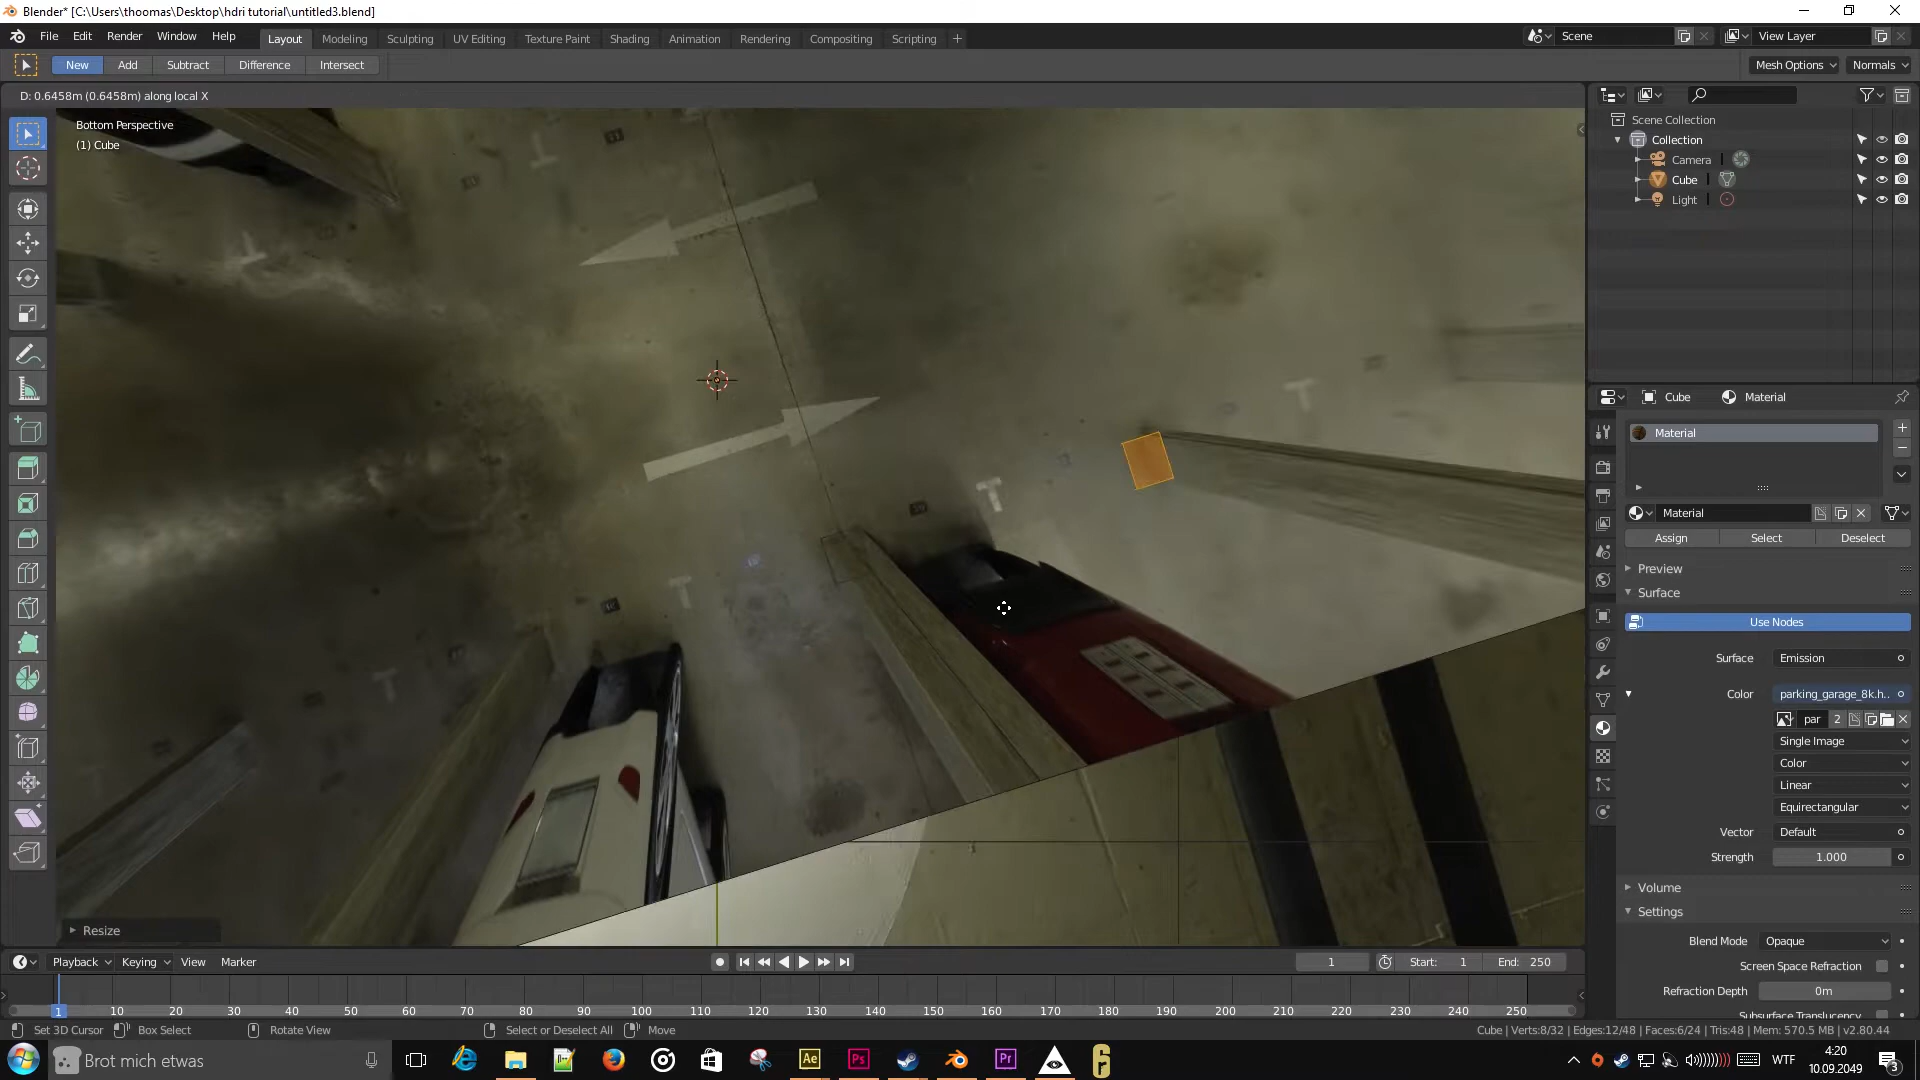 Blender* [C:\Users\thoomas\Desktop\hdri tutorial\untitled3.blend]
File Edit Render Window Help Layout Modeling Sculpting UV Editing Texture Paint Shading Animation Rendering Compositing Scripting + Scene View Layer
New Add Subtract Difference Intersect Mesh Options Normals
D: 0.6458m (0.6458m) along local X
Bottom Perspective
(1) Cube
Scene Collection
Collection
Camera
Cube
Light
Cube Material
Material
Material
Assign Select Deselect
Preview
Surface
Use Nodes
Surface Emission
Color parking_garage_8k.h..
par 2
Single Image
Color
Linear
Equirectangular
Vector Default
Strength 1.000
Volume
Settings
Blend Mode Opaque
Screen Space Refraction
Refraction Depth 0m
Subsurface Translucency
Resize
Playback Keying View Marker 1 Start: 1 End: 250
1 10 20 30 40 50 60 70 80 90 100 110 120 130 140 150 160 170 180 190 200 210 220 230 240 250
Set 3D Cursor Box Select Rotate View Select or Deselect All Move Cube | Verts:8/32 | Edges:12/48 | Faces:6/24 | Tris:48 | Mem: 570.5 MB | v2.80.44
Brot mich etwas Ae Ps Pr WTF 4:20
10.09.2049 3